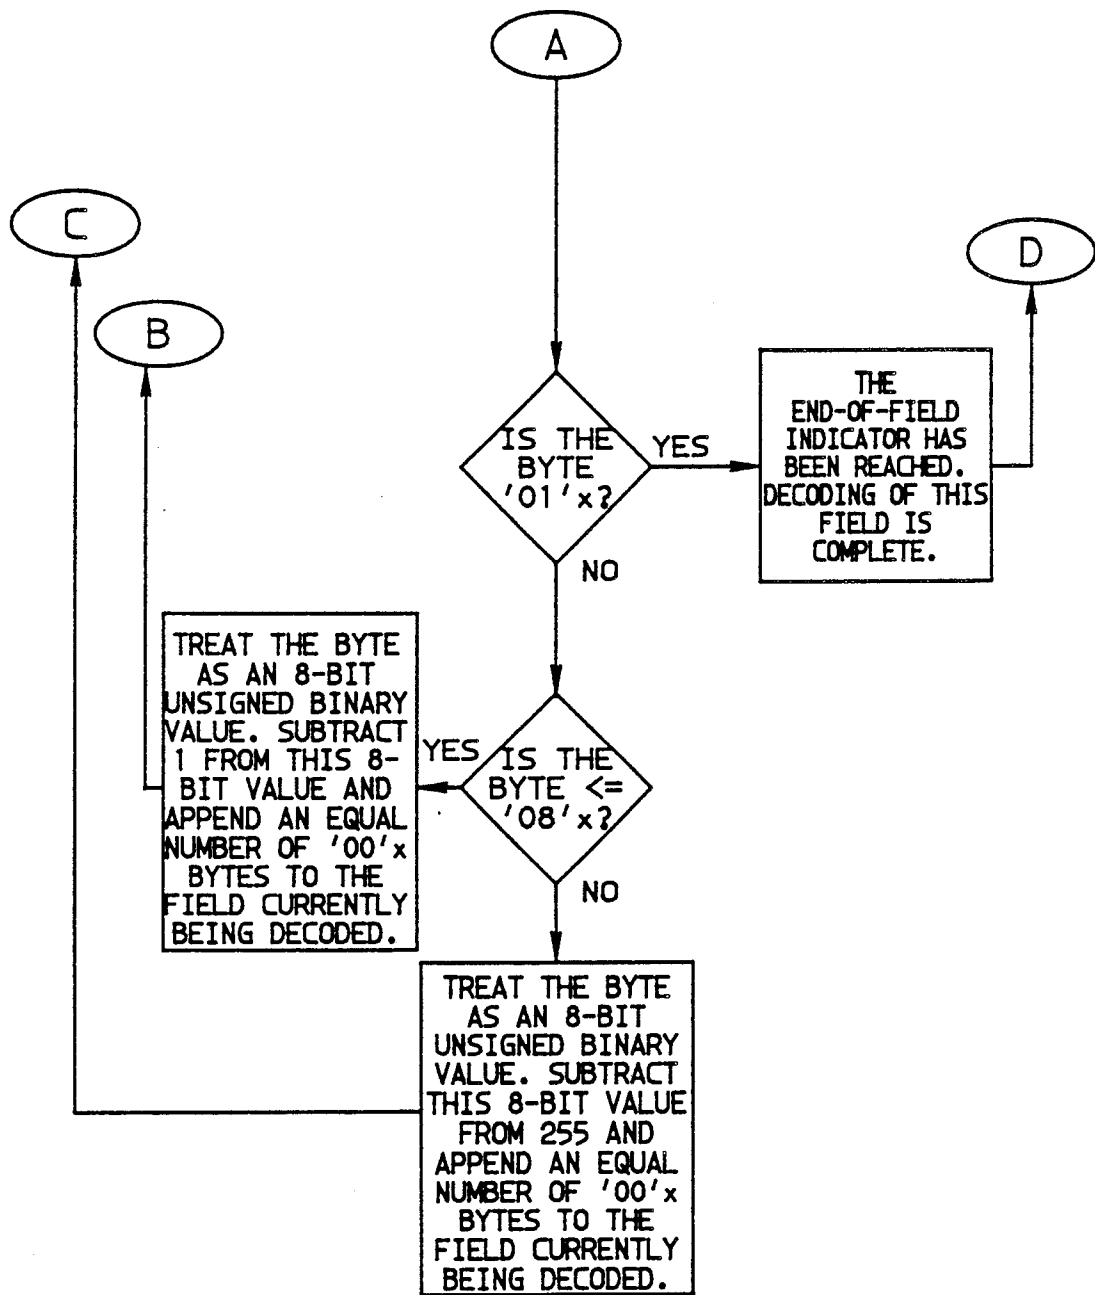 A
C
D
B
THE
END-OF-FIELD
INDICATOR HAS
BEEN REACHED.
DECODING OF THIS
FIELD IS
COMPLETE.
IS THE
BYTE
'01'x?
YES
NO
TREAT THE BYTE
AS AN 8-BIT
UNSIGNED BINARY
VALUE. SUBTRACT
1 FROM THIS 8-
BIT VALUE AND
APPEND AN EQUAL
NUMBER OF '00'x
BYTES TO THE
FIELD CURRENTLY
BEING DECODED.
YES
IS THE
BYTE <=
'08'x?
NO
TREAT THE BYTE
AS AN 8-BIT
UNSIGNED BINARY
VALUE. SUBTRACT
THIS 8-BIT VALUE
FROM 255 AND
APPEND AN EQUAL
NUMBER OF '00'x
BYTES TO THE
FIELD CURRENTLY
BEING DECODED.